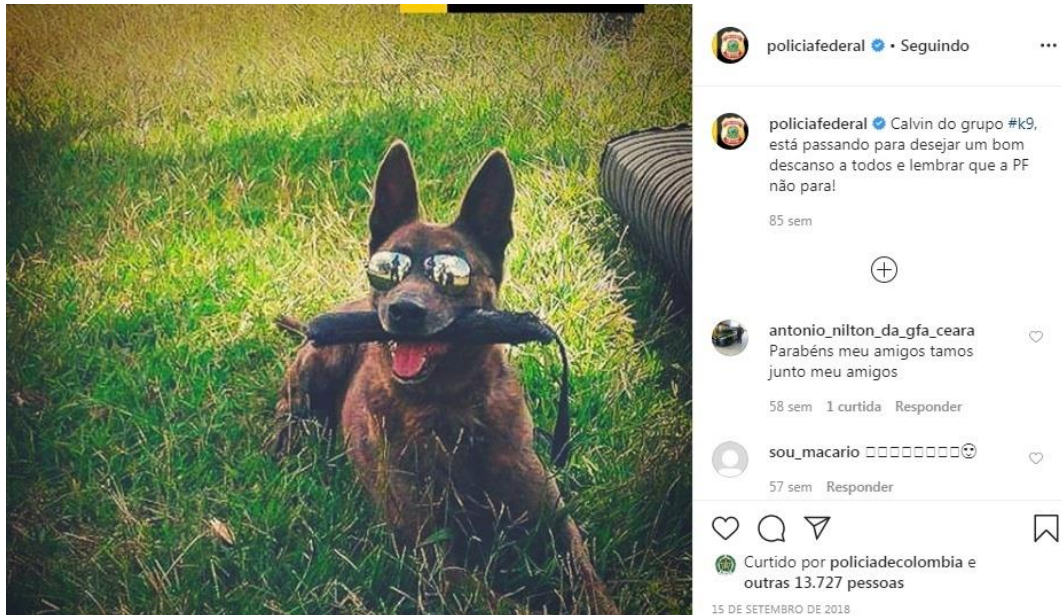 policiafederal • Seguindo
policiafederal Calvin do grupo #k9,
está passando para desejar um bom
descanso a todos e lembrar que a PF
não para!
85 sem
antonio_nilton_da_gfa_ceara
Parabéns meu amigos tamos
junto meu amigos
58 sem 1 curtida Responder
sou_macario □□□□□□□□😍
57 sem Responder
Curtido por policiadecolombia e
outras 13.727 pessoas
15 DE SETEMBRO DE 2018